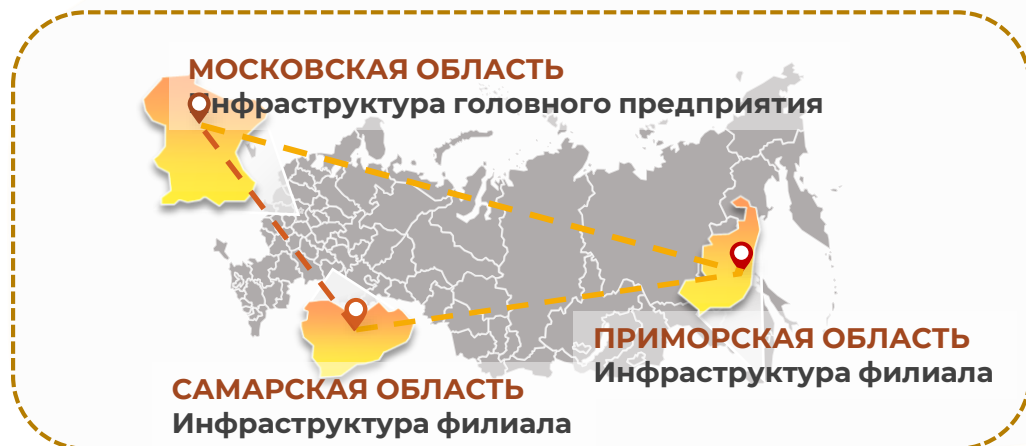 МОСКОВСКАЯ ОБЛАСТЬ
Инфраструктура головного предприятия
ПРИМОРСКАЯ ОБЛАСТЬ
Инфраструктура филиала
САМАРСКАЯ ОБЛАСТЬ
Инфраструктура филиала